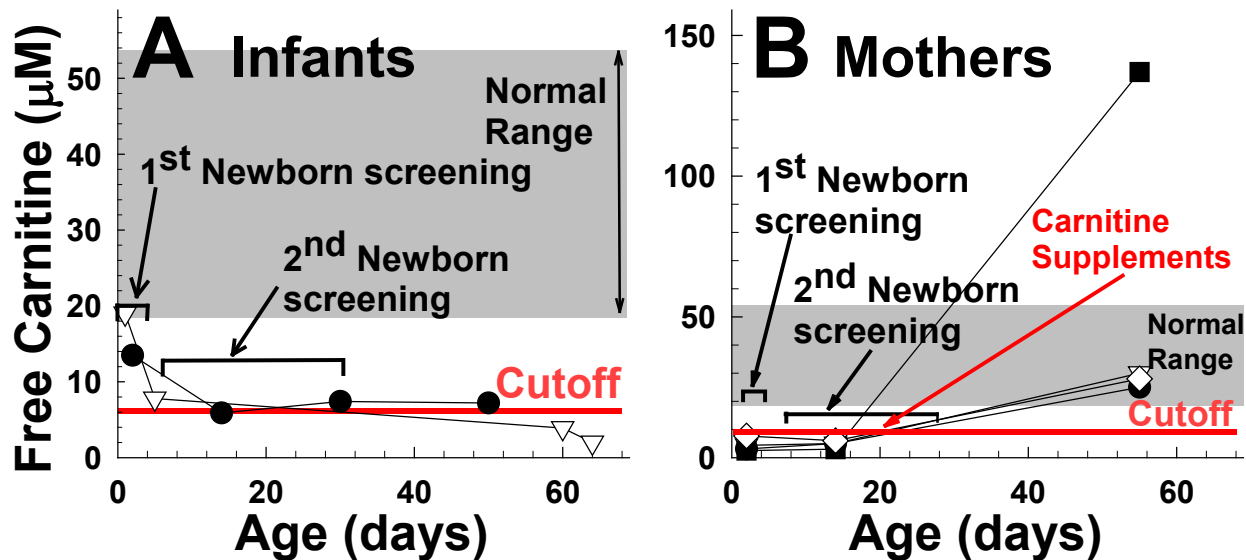 A Infants
Free Carnitine (μM)
50
40
30
20
10
0
Normal
Range
1st Newborn screening
2nd Newborn
screening
Cutoff
0 20 40 60
Age (days)
B Mothers
150
100
50
0
1st Newborn
screening
Carnitine
Supplements
2nd Newborn
screening
Normal
Range
Cutoff
0 20 40 60
Age (days)